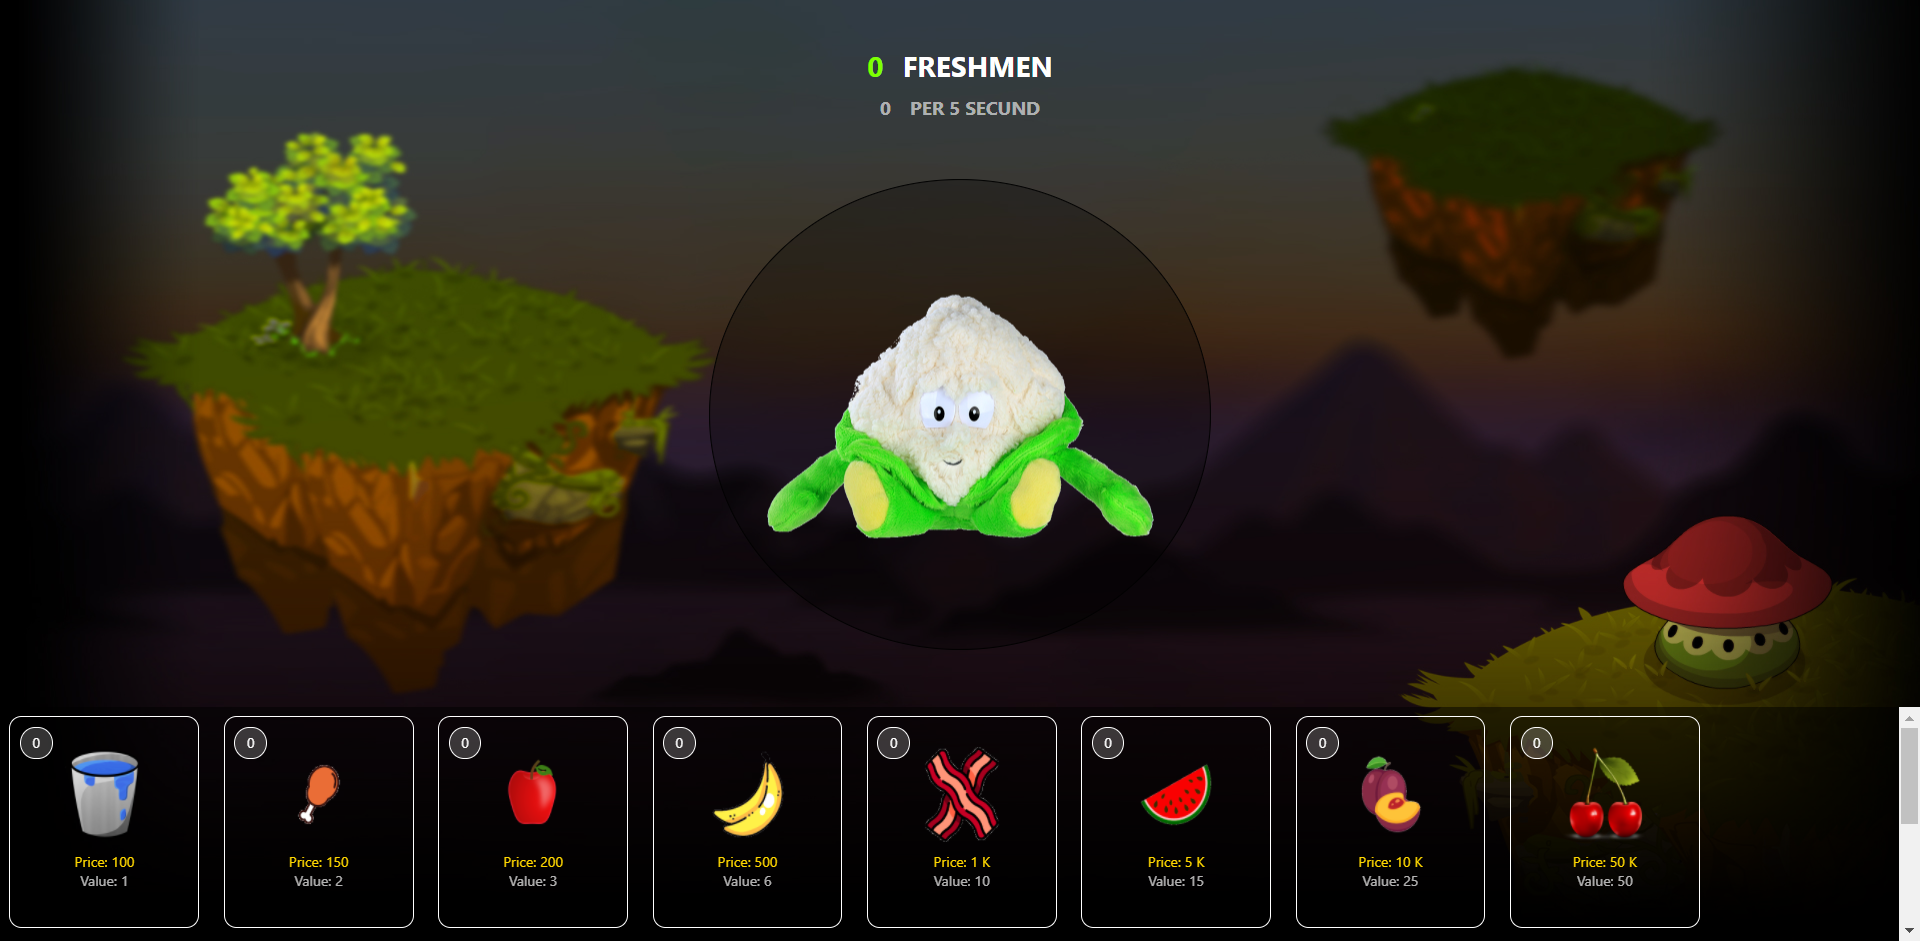 0 FRESHMEN
0 PER 5 SECUND
0
Price: 100
Value: 1
0
Price: 150
Value: 2
0
Price: 200
Value: 3
0
Price: 500
Value: 6
0
Price: 1 K
Value: 10
0
Price: 5 K
Value: 15
0
Price: 10 K
Value: 25
0
Price: 50 K
Value: 50